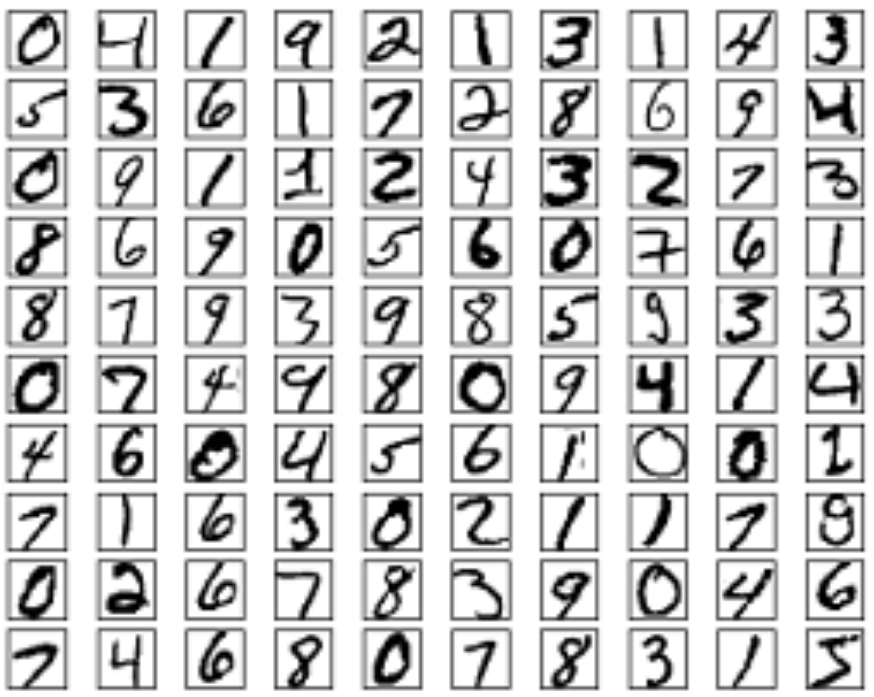 0 4 1 9 2 1 3 1 4 3
5 3 6 1 7 2 8 6 9 4
0 9 1 1 2 4 3 2 7 3
8 6 9 0 5 6 0 7 6 1
8 7 9 3 9 8 5 9 3 3
0 7 4 9 8 0 9 4 1 4
4 6 0 4 5 6 1 0 0 1
7 1 6 3 0 2 1 1 7 9
0 2 6 7 8 3 9 0 4 6
7 4 6 8 0 7 8 3 1 5